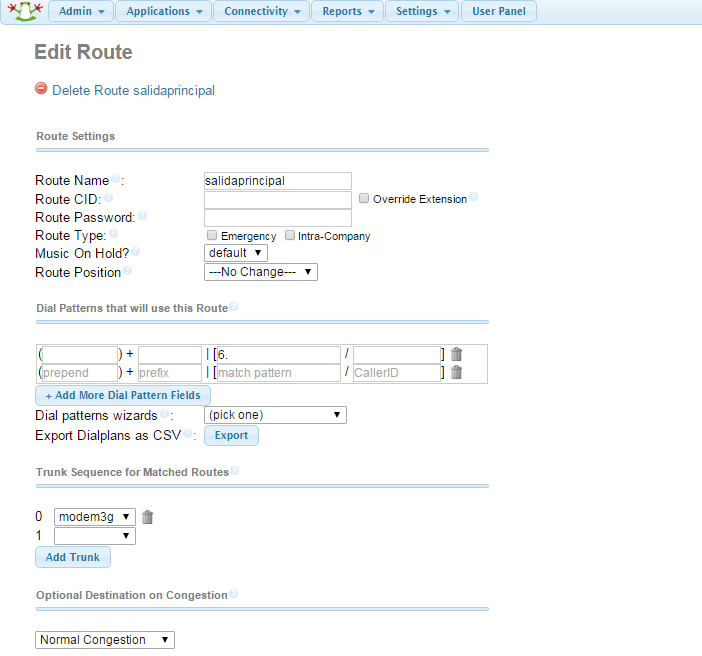 Admin Applications Connectivity Reports Settings User Panel
Edit Route
Delete Route salidaprincipal
Route Settings
Route Name?: salidaprincipal
Route CID:? Override Extension?
Route Password:?
Route Type:? Emergency Intra-Company
Music On Hold?? default
Route Position? ---No Change---
Dial Patterns that will use this Route?
( ) + | [6. / ]
(prepend ) + prefix | [match pattern / CallerID ]
+ Add More Dial Pattern Fields
Dial patterns wizards?: (pick one)
Export Dialplans as CSV?: Export
Trunk Sequence for Matched Routes?
0 modem3g
1
Add Trunk
Optional Destination on Congestion?
Normal Congestion